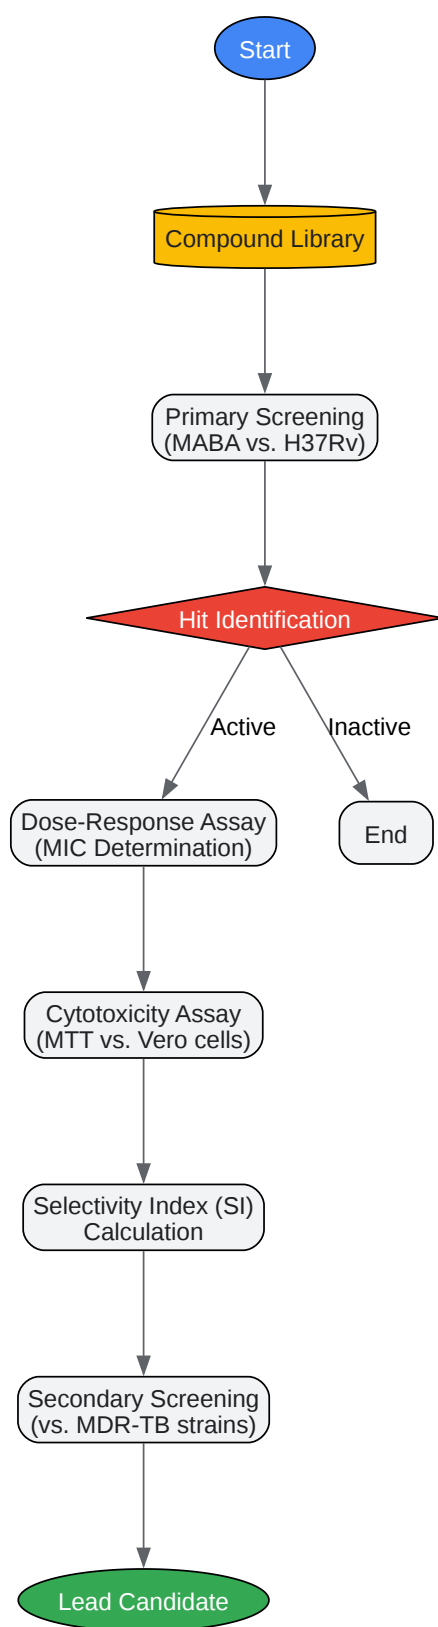 Start
Compound Library
Primary Screening
(MABA vs. H37Rv)
Hit Identification
Active
Inactive
Dose-Response Assay
(MIC Determination)
End
Cytotoxicity Assay
(MTT vs. Vero cells)
Selectivity Index (SI)
Calculation
Secondary Screening
(vs. MDR-TB strains)
Lead Candidate